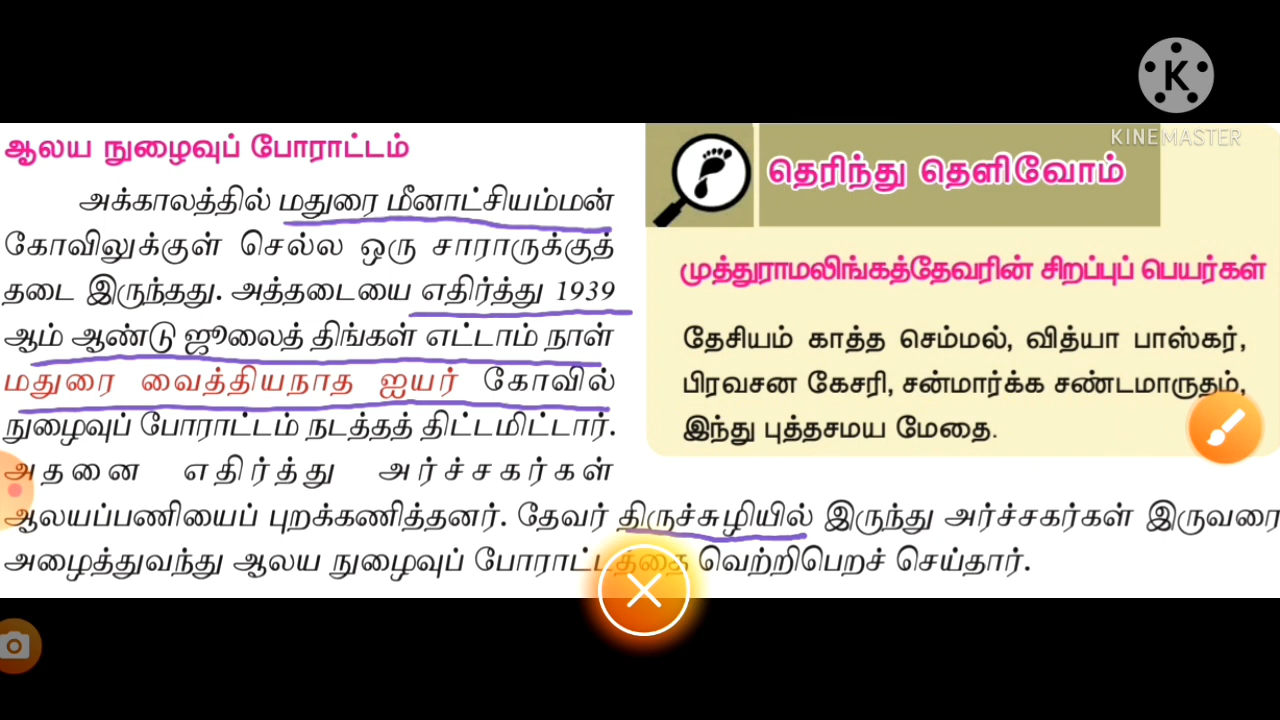 K
KINEMASTER
ஆலய நுழைவுப் போராட்டம்
அக்காலத்தில் மதுரை மீனாட்சியம்மன்
கோவிலுக்குள் செல்ல ஒரு சாராருக்குத்
தடை இருந்தது. அத்தடையை எதிர்த்து 1939
ஆம் ஆண்டு ஜூலைத் திங்கள் எட்டாம் நாள்
மதுரை வைத்தியநாத ஐயர் கோவில்
நுழைவுப் போராட்டம் நடத்தத் திட்டமிட்டார்.
அதனை எதிர்த்து அர்ச்சகர்கள்
ஆலயப்பணியைப் புறக்கணித்தனர். தேவர் திருச்சுழியில் இருந்து அர்ச்சகர்கள் இருவரை
அழைத்துவந்து ஆலய நுழைவுப் போராட்டத்தை வெற்றிபெறச் செய்தார்.
தெரிந்து தெளிவோம்
முத்துராமலிங்கத்தேவரின் சிறப்புப் பெயர்கள்
தேசியம் காத்த செம்மல், வித்யா பாஸ்கர்,
பிரவசன கேசரி, சன்மார்க்க சண்டமாருதம்,
இந்து புத்தசமய மேதை.